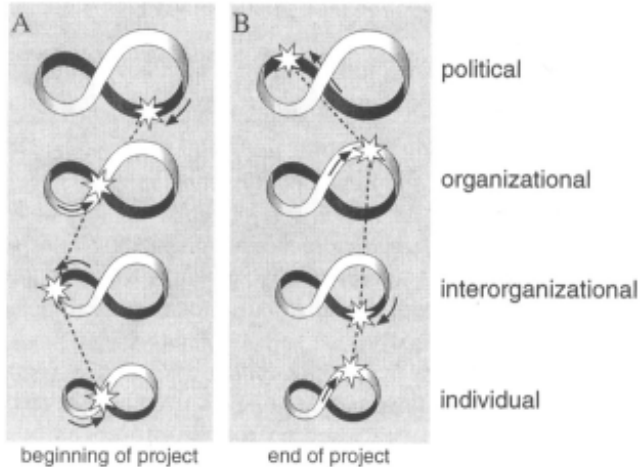 A
B
political
organizational
interorganizational
individual
beginning of project
end of project